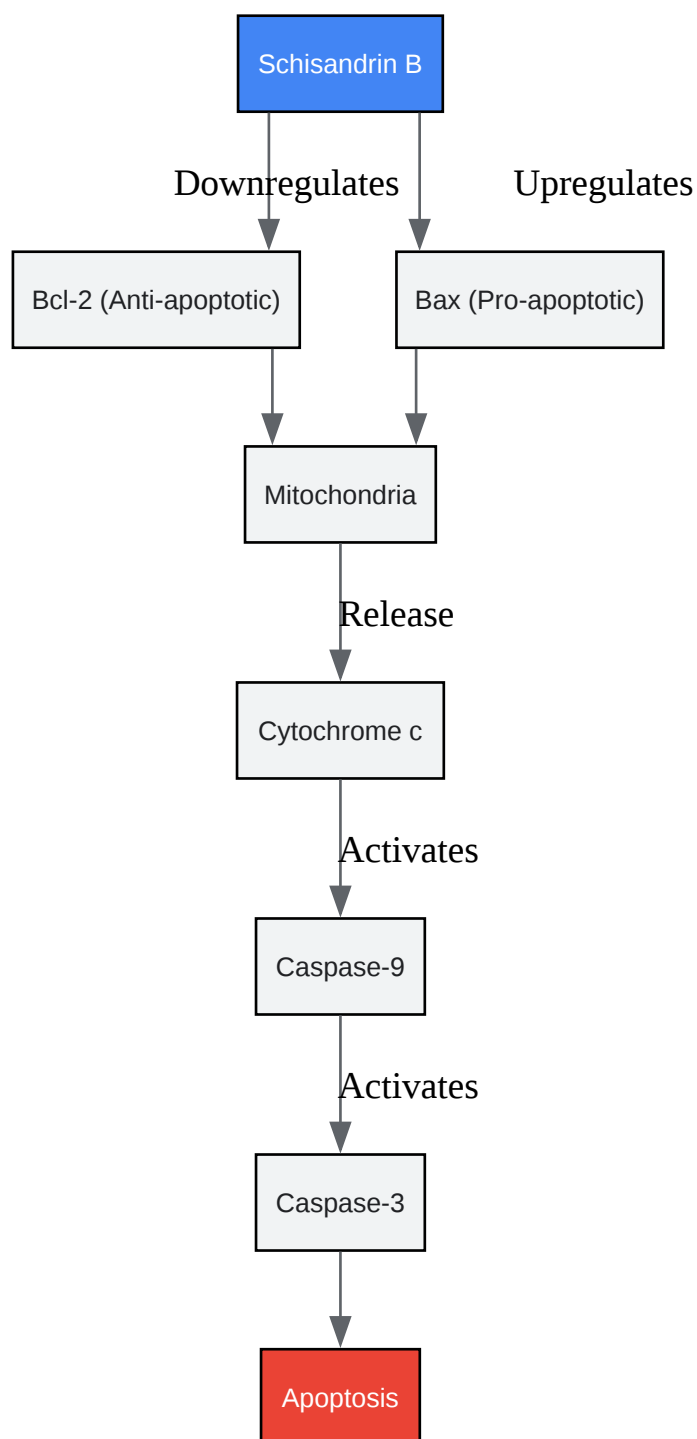 Schisandrin B
Downregulates
Upregulates
Bcl-2 (Anti-apoptotic)
Bax (Pro-apoptotic)
Mitochondria
Release
Cytochrome c
Activates
Caspase-9
Activates
Caspase-3
Apoptosis